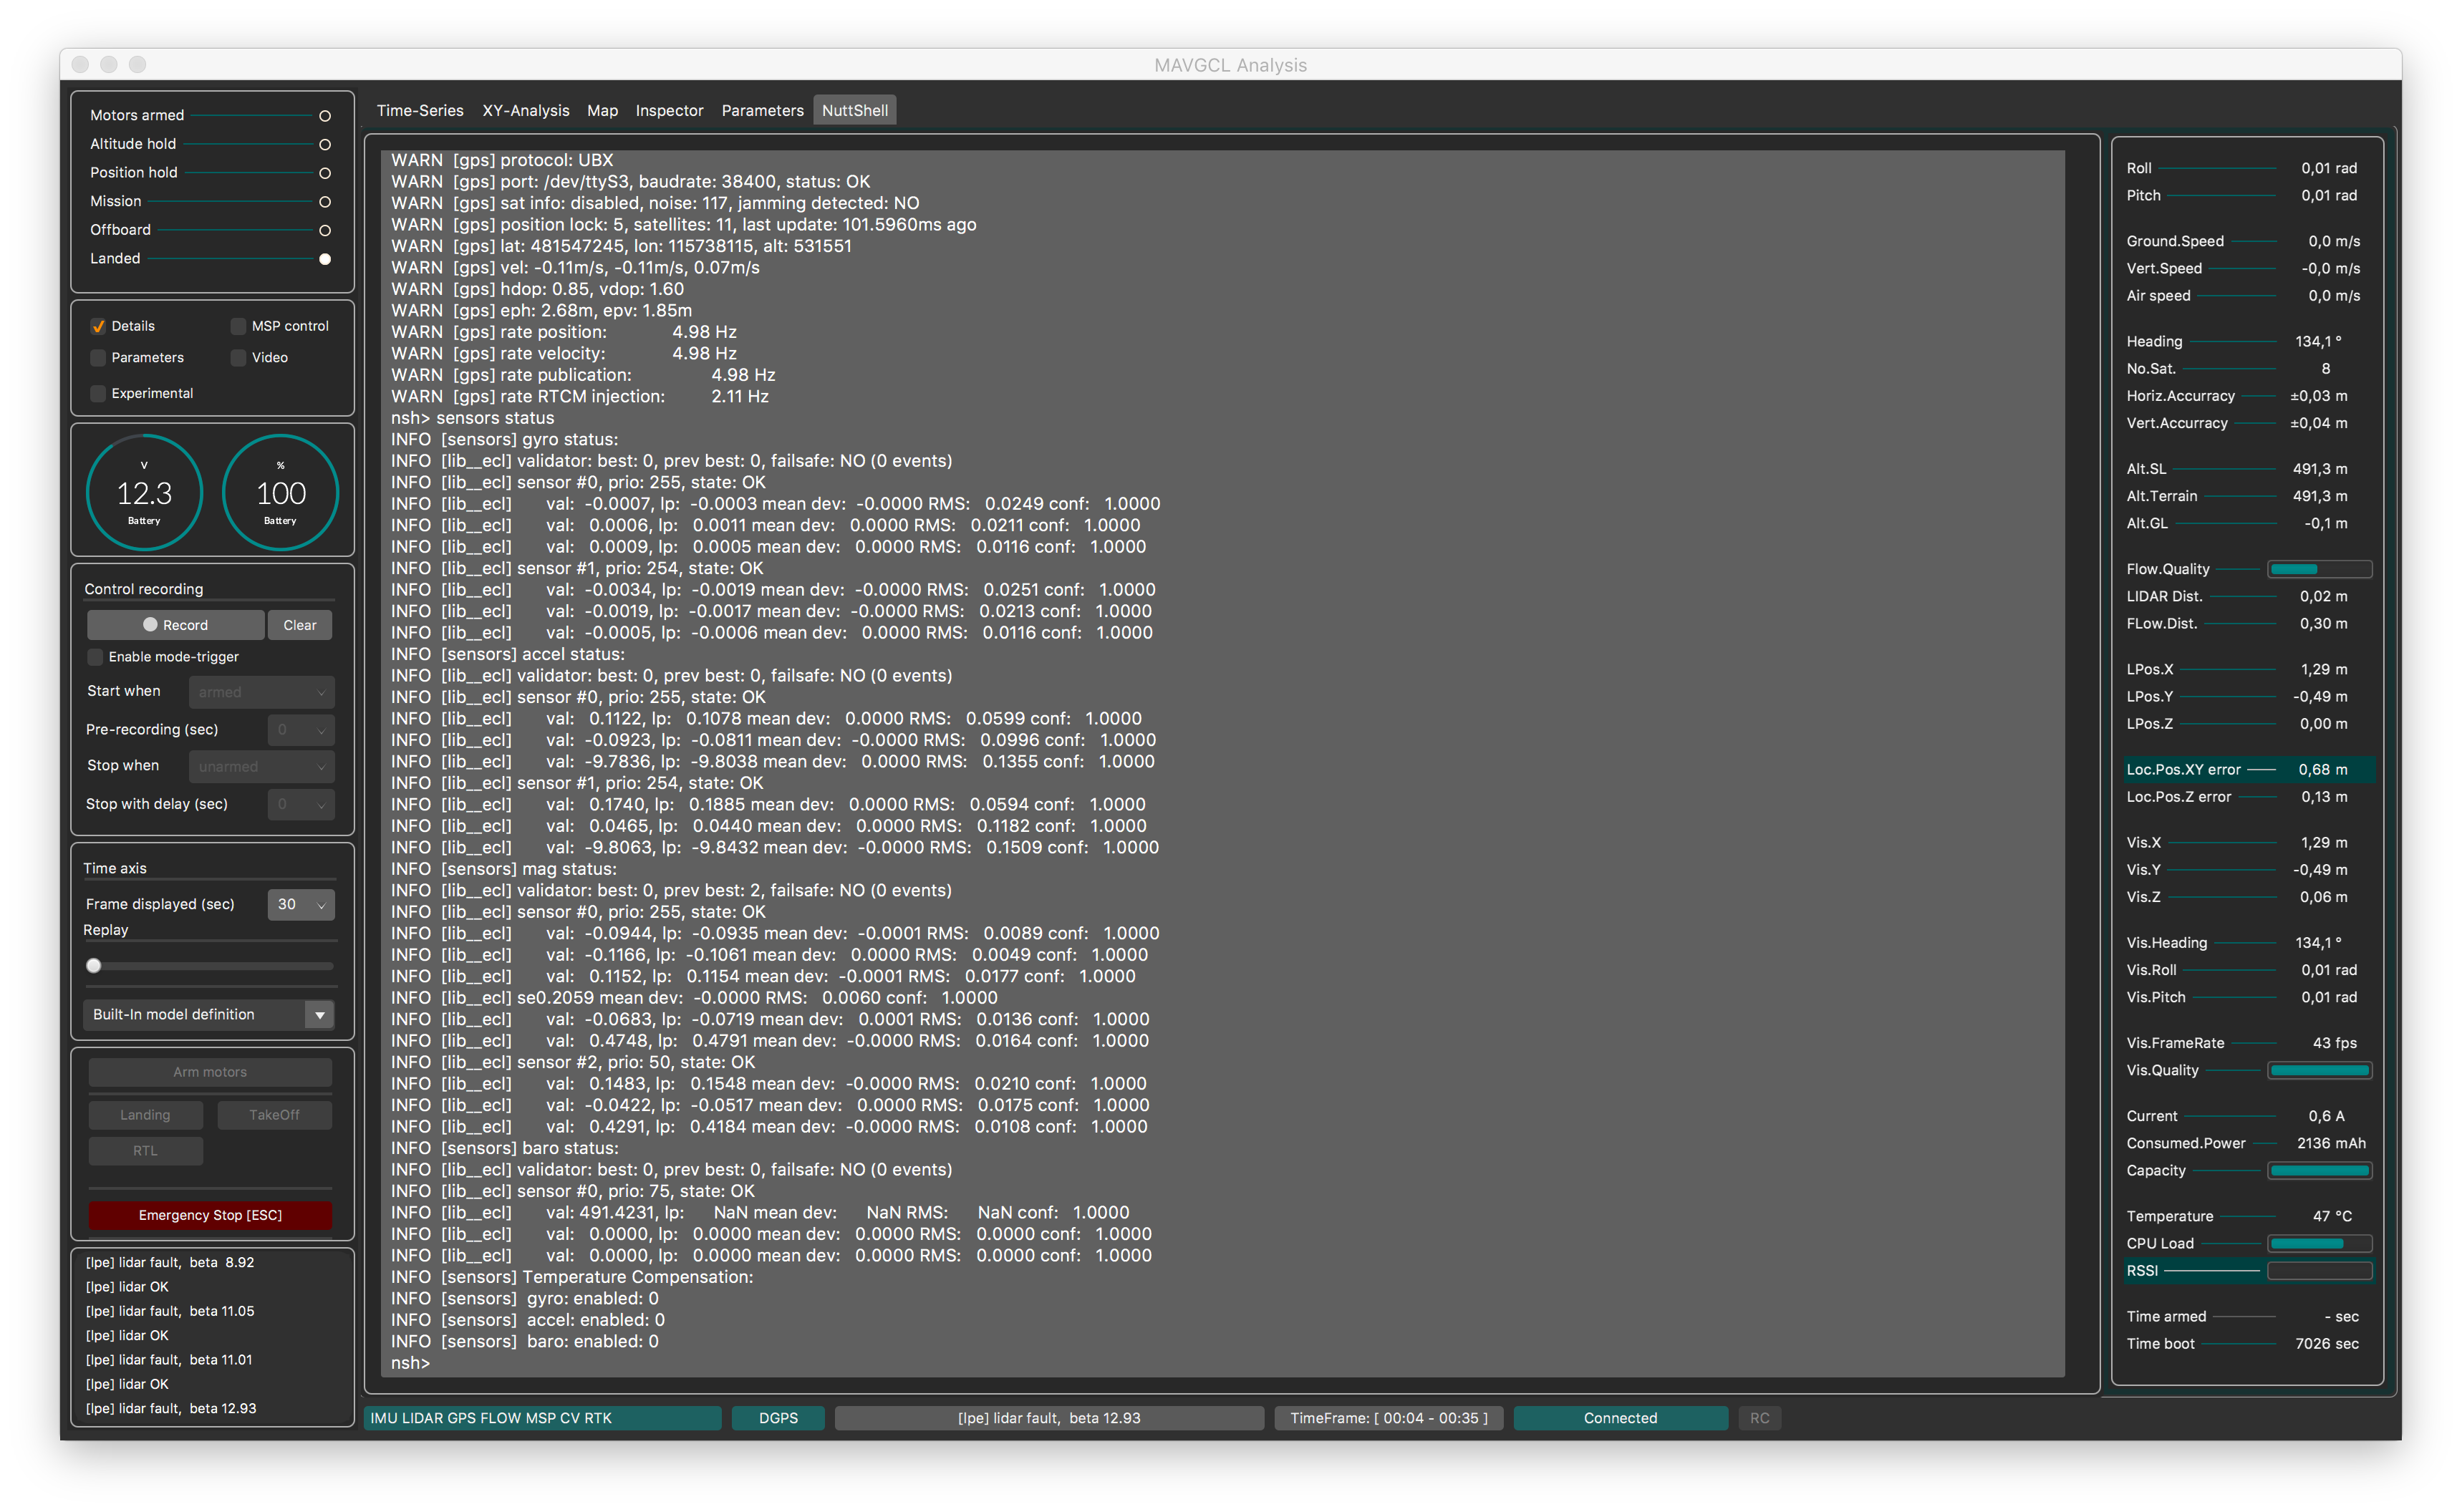 MAVGCL Analysis
Motors armed
Altitude hold
Position hold
Mission
Offboard
Landed
Details
MSP control
Parameters
Video
Experimental
V
12.3
Battery
%
100
Battery
Control recording
Record
Clear
Enable mode-trigger
Start when armed
Pre-recording (sec) 0
Stop when unarmed
Stop with delay (sec) 0
Time axis
Frame displayed (sec) 30
Replay
Built-In model definition
Arm motors
Landing
TakeOff
RTL
Emergency Stop [ESC]
[lpe] lidar fault, beta 8.92
[lpe] lidar OK
[lpe] lidar fault, beta 11.05
[lpe] lidar OK
[lpe] lidar fault, beta 11.01
[lpe] lidar OK
[lpe] lidar fault, beta 12.93
Time-Series XY-Analysis Map Inspector Parameters NuttShell
WARN [gps] protocol: UBX
WARN [gps] port: /dev/ttyS3, baudrate: 38400, status: OK
WARN [gps] sat info: disabled, noise: 117, jamming detected: NO
WARN [gps] position lock: 5, satellites: 11, last update: 101.5960ms ago
WARN [gps] lat: 481547245, lon: 115738115, alt: 531551
WARN [gps] vel: -0.11m/s, -0.11m/s, 0.07m/s
WARN [gps] hdop: 0.85, vdop: 1.60
WARN [gps] eph: 2.68m, epv: 1.85m
WARN [gps] rate position: 4.98 Hz
WARN [gps] rate velocity: 4.98 Hz
WARN [gps] rate publication: 4.98 Hz
WARN [gps] rate RTCM injection: 2.11 Hz
nsh> sensors status
INFO [sensors] gyro status:
INFO [lib__ecl] validator: best: 0, prev best: 0, failsafe: NO (0 events)
INFO [lib__ecl] sensor #0, prio: 255, state: OK
INFO [lib__ecl] val: -0.0007, lp: -0.0003 mean dev: -0.0000 RMS: 0.0249 conf: 1.0000
INFO [lib__ecl] val: 0.0006, lp: 0.0011 mean dev: 0.0000 RMS: 0.0211 conf: 1.0000
INFO [lib__ecl] val: 0.0009, lp: 0.0005 mean dev: 0.0000 RMS: 0.0116 conf: 1.0000
INFO [lib__ecl] sensor #1, prio: 254, state: OK
INFO [lib__ecl] val: -0.0034, lp: -0.0019 mean dev: -0.0000 RMS: 0.0251 conf: 1.0000
INFO [lib__ecl] val: -0.0019, lp: -0.0017 mean dev: -0.0000 RMS: 0.0213 conf: 1.0000
INFO [lib__ecl] val: -0.0005, lp: -0.0006 mean dev: 0.0000 RMS: 0.0116 conf: 1.0000
INFO [sensors] accel status:
INFO [lib__ecl] validator: best: 0, prev best: 0, failsafe: NO (0 events)
INFO [lib__ecl] sensor #0, prio: 255, state: OK
INFO [lib__ecl] val: 0.1122, lp: 0.1078 mean dev: 0.0000 RMS: 0.0599 conf: 1.0000
INFO [lib__ecl] val: -0.0923, lp: -0.0811 mean dev: -0.0000 RMS: 0.0996 conf: 1.0000
INFO [lib__ecl] val: -9.7836, lp: -9.8038 mean dev: 0.0000 RMS: 0.1355 conf: 1.0000
INFO [lib__ecl] sensor #1, prio: 254, state: OK
INFO [lib__ecl] val: 0.1740, lp: 0.1885 mean dev: 0.0000 RMS: 0.0594 conf: 1.0000
INFO [lib__ecl] val: 0.0465, lp: 0.0440 mean dev: 0.0000 RMS: 0.1182 conf: 1.0000
INFO [lib__ecl] val: -9.8063, lp: -9.8432 mean dev: -0.0000 RMS: 0.1509 conf: 1.0000
INFO [sensors] mag status:
INFO [lib__ecl] validator: best: 0, prev best: 2, failsafe: NO (0 events)
INFO [lib__ecl] sensor #0, prio: 255, state: OK
INFO [lib__ecl] val: -0.0944, lp: -0.0935 mean dev: -0.0001 RMS: 0.0089 conf: 1.0000
INFO [lib__ecl] val: -0.1166, lp: -0.1061 mean dev: 0.0000 RMS: 0.0049 conf: 1.0000
INFO [lib__ecl] val: 0.1152, lp: 0.1154 mean dev: -0.0001 RMS: 0.0177 conf: 1.0000
INFO [lib__ecl] se0.2059 mean dev: -0.0000 RMS: 0.0060 conf: 1.0000
INFO [lib__ecl] val: -0.0683, lp: -0.0719 mean dev: 0.0001 RMS: 0.0136 conf: 1.0000
INFO [lib__ecl] val: 0.4748, lp: 0.4791 mean dev: -0.0000 RMS: 0.0164 conf: 1.0000
INFO [lib__ecl] sensor #2, prio: 50, state: OK
INFO [lib__ecl] val: 0.1483, lp: 0.1548 mean dev: -0.0000 RMS: 0.0210 conf: 1.0000
INFO [lib__ecl] val: -0.0422, lp: -0.0517 mean dev: 0.0000 RMS: 0.0175 conf: 1.0000
INFO [lib__ecl] val: 0.4291, lp: 0.4184 mean dev: -0.0000 RMS: 0.0108 conf: 1.0000
INFO [sensors] baro status:
INFO [lib__ecl] validator: best: 0, prev best: 0, failsafe: NO (0 events)
INFO [lib__ecl] sensor #0, prio: 75, state: OK
INFO [lib__ecl] val: 491.4231, lp: NaN mean dev: NaN RMS: NaN conf: 1.0000
INFO [lib__ecl] val: 0.0000, lp: 0.0000 mean dev: 0.0000 RMS: 0.0000 conf: 1.0000
INFO [lib__ecl] val: 0.0000, lp: 0.0000 mean dev: 0.0000 RMS: 0.0000 conf: 1.0000
INFO [sensors] Temperature Compensation:
INFO [sensors] gyro: enabled: 0
INFO [sensors] accel: enabled: 0
INFO [sensors] baro: enabled: 0
nsh>
Roll 0,01 rad
Pitch 0,01 rad
Ground.Speed 0,0 m/s
Vert.Speed -0,0 m/s
Air speed 0,0 m/s
Heading 134,1 °
No.Sat. 8
Horiz.Accurracy ±0,03 m
Vert.Accurracy ±0,04 m
Alt.SL 491,3 m
Alt.Terrain 491,3 m
Alt.GL -0,1 m
Flow.Quality
LIDAR Dist. 0,02 m
FLow.Dist. 0,30 m
LPos.X 1,29 m
LPos.Y -0,49 m
LPos.Z 0,00 m
Loc.Pos.XY error 0,68 m
Loc.Pos.Z error 0,13 m
Vis.X 1,29 m
Vis.Y -0,49 m
Vis.Z 0,06 m
Vis.Heading 134,1 °
Vis.Roll 0,01 rad
Vis.Pitch 0,01 rad
Vis.FrameRate 43 fps
Vis.Quality
Current 0,6 A
Consumed.Power 2136 mAh
Capacity
Temperature 47 °C
CPU Load
RSSI
Time armed - sec
Time boot 7026 sec
IMU LIDAR GPS FLOW MSP CV RTK
DGPS
[lpe] lidar fault, beta 12.93
TimeFrame: [ 00:04 - 00:35 ]
Connected
RC